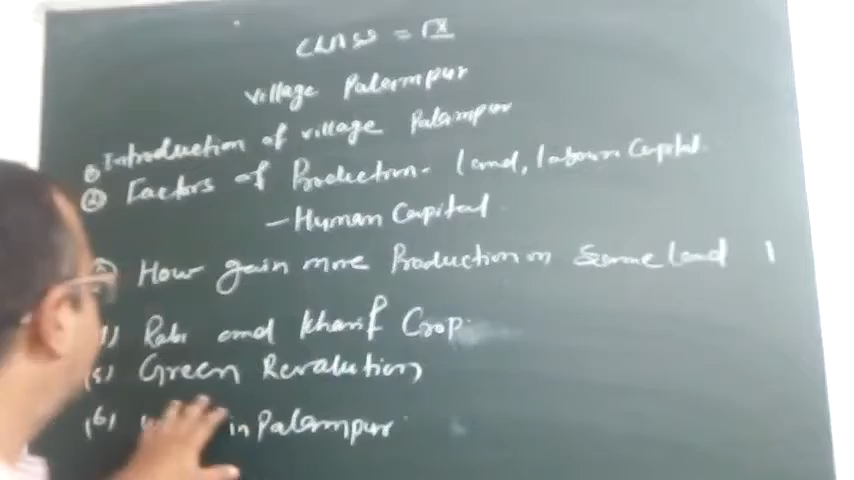 Class = IX
Village Palampur
① Introduction of village Palampur
② Factors of Production - land, labour Capital.
- Human Capital
How gain more Production on Same land
Rabi and Kharif Crop
(5) Green Revolution
(6) in Palampur